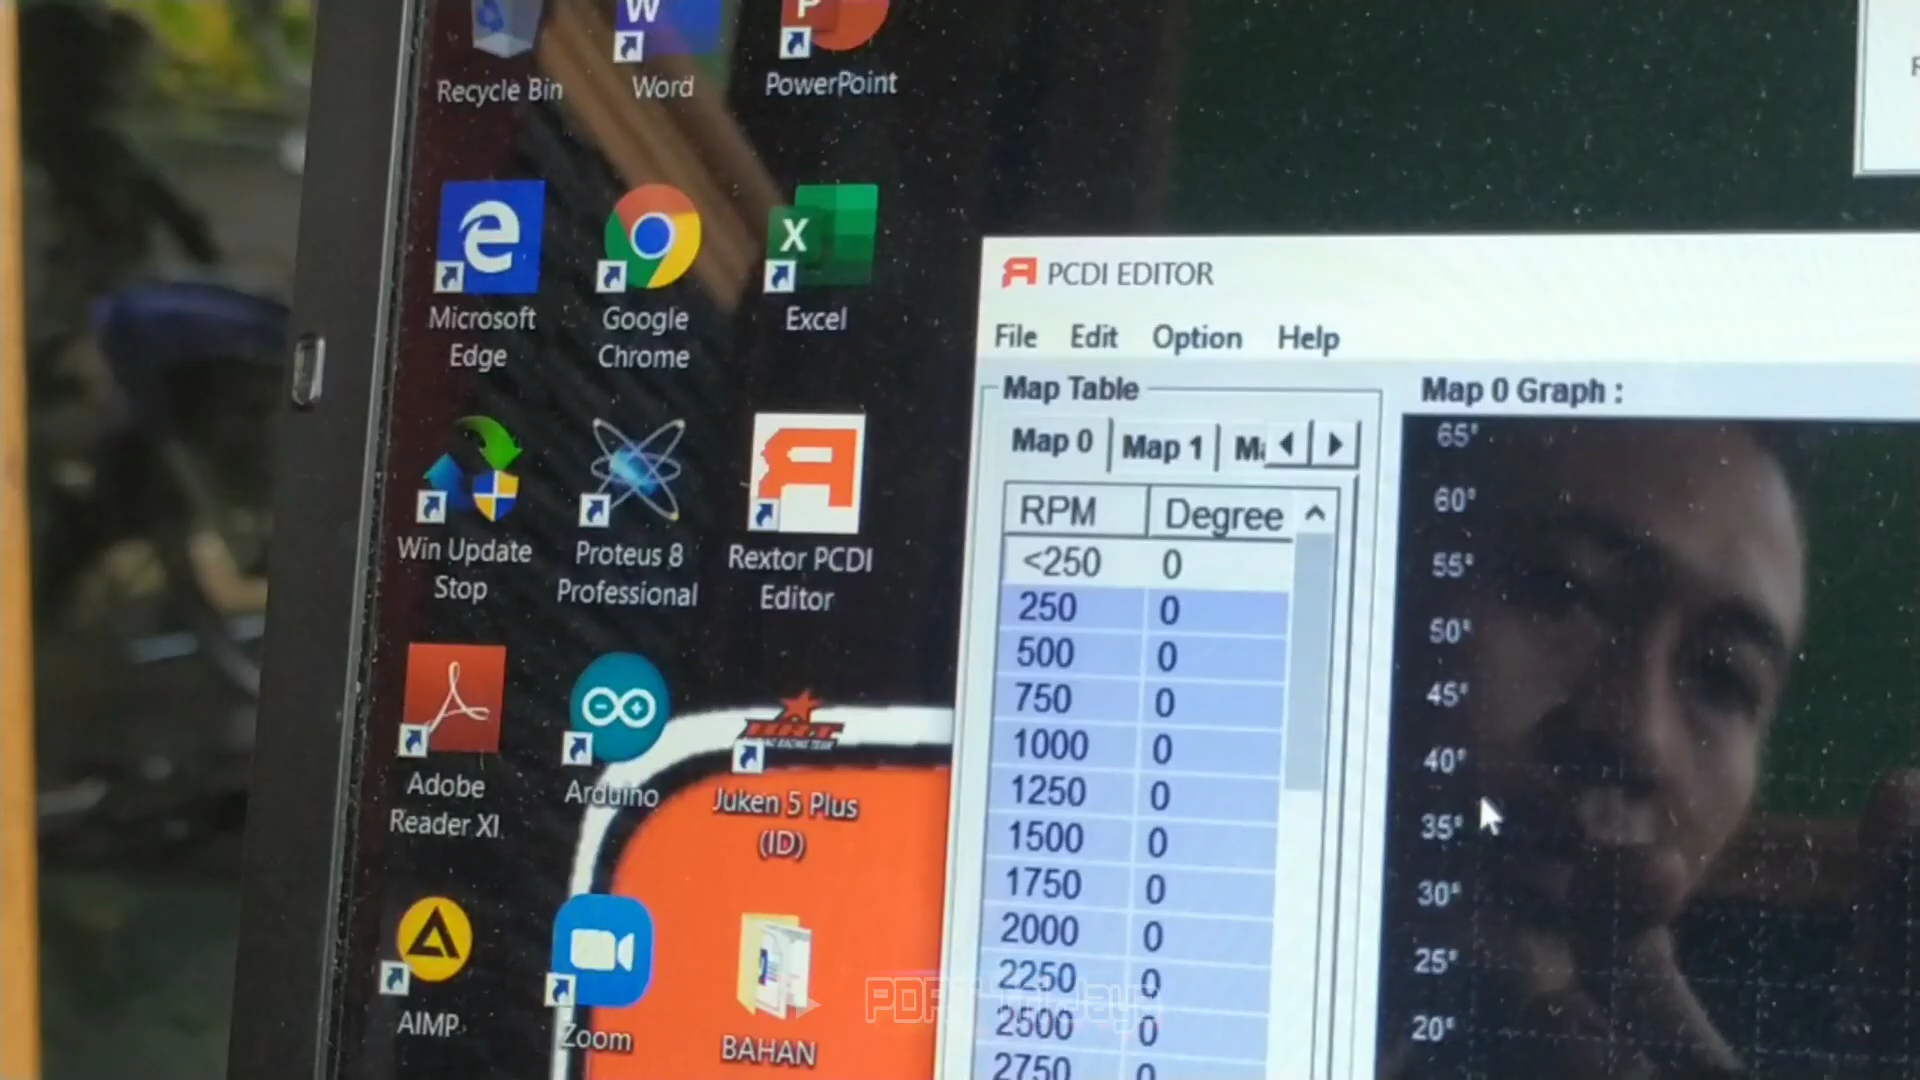 Recycle Bin
Word
PowerPoint
Microsoft
Edge
Google
Chrome
Excel
Win Update
Stop
Proteus 8
Professional
Rextor PCDI
Editor
Adobe
Reader XI
Arduino
Juken 5 Plus
(ID)
AIMP
Zoom
BAHAN
PCDI EDITOR
File Edit Option Help
Map Table
Map 0 Map 1
RPM Degree
<250 0
250 0
500 0
750 0
1000 0
1250 0
1500 0
1750 0
2000 0
2250 0
2500 0
2750 0
Map 0 Graph :
65°
60°
55°
50°
45°
40°
35°
30°
25°
20°